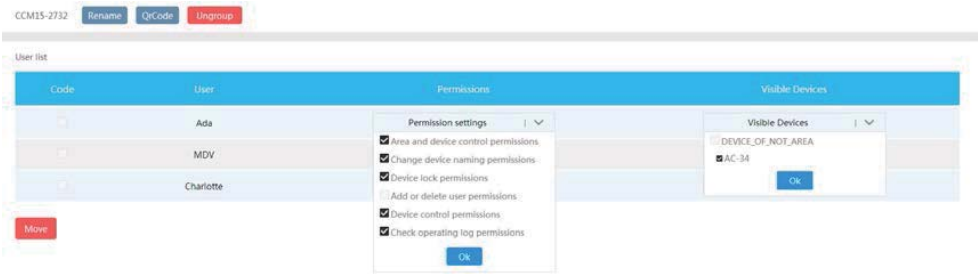 CCM15-2732 Rename QrCode Ungroup
User list
Code User Permissions Visible Devices
Ada Permission settings Visible Devices
Area and device control permissions DEVICE_OF_NOT_AREA
MDV Change device naming permissions AC-34
Device lock permissions Ok
Charlotte Add or delete user permissions
Device control permissions
Move Check operating log permissions
Ok